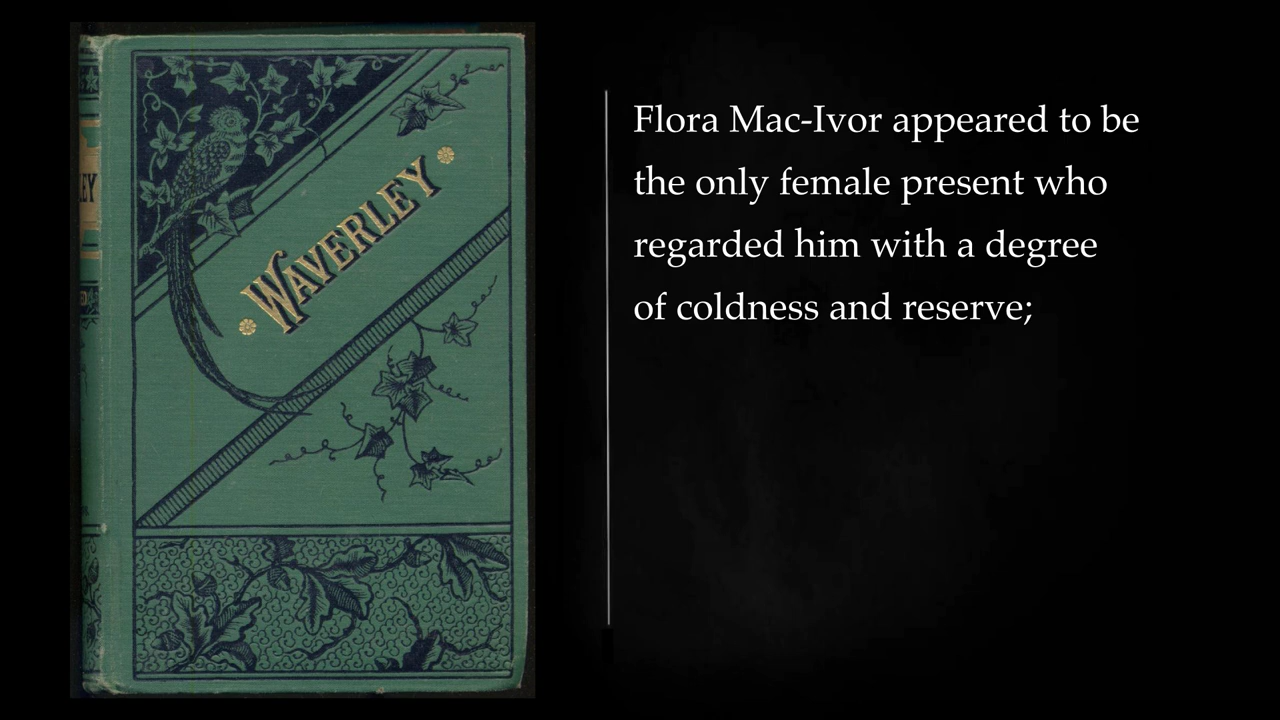 WAVERLEY
EY
Flora Mac-Ivor appeared to be
the only female present who
regarded him with a degree
of coldness and reserve;